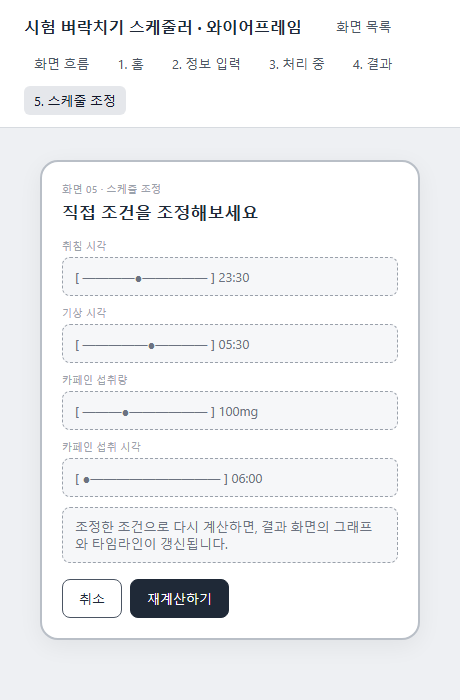 시험 벼락치기 스케줄러 · 와이어프레임
화면 목록
화면 흐름
1. 홈
2. 정보 입력
3. 처리 중
4. 결과
5. 스케줄 조정
화면 05 · 스케줄 조정
직접 조건을 조정해보세요
취침 시각
[ ————●————— ] 23:30
기상 시각
[ —————●———— ] 05:30
카페인 섭취량
[ ———●—————— ] 100mg
카페인 섭취 시각
[ ●—————————— ] 06:00
조정한 조건으로 다시 계산하면, 결과 화면의 그래프
와 타임라인이 갱신됩니다.
취소
재계산하기